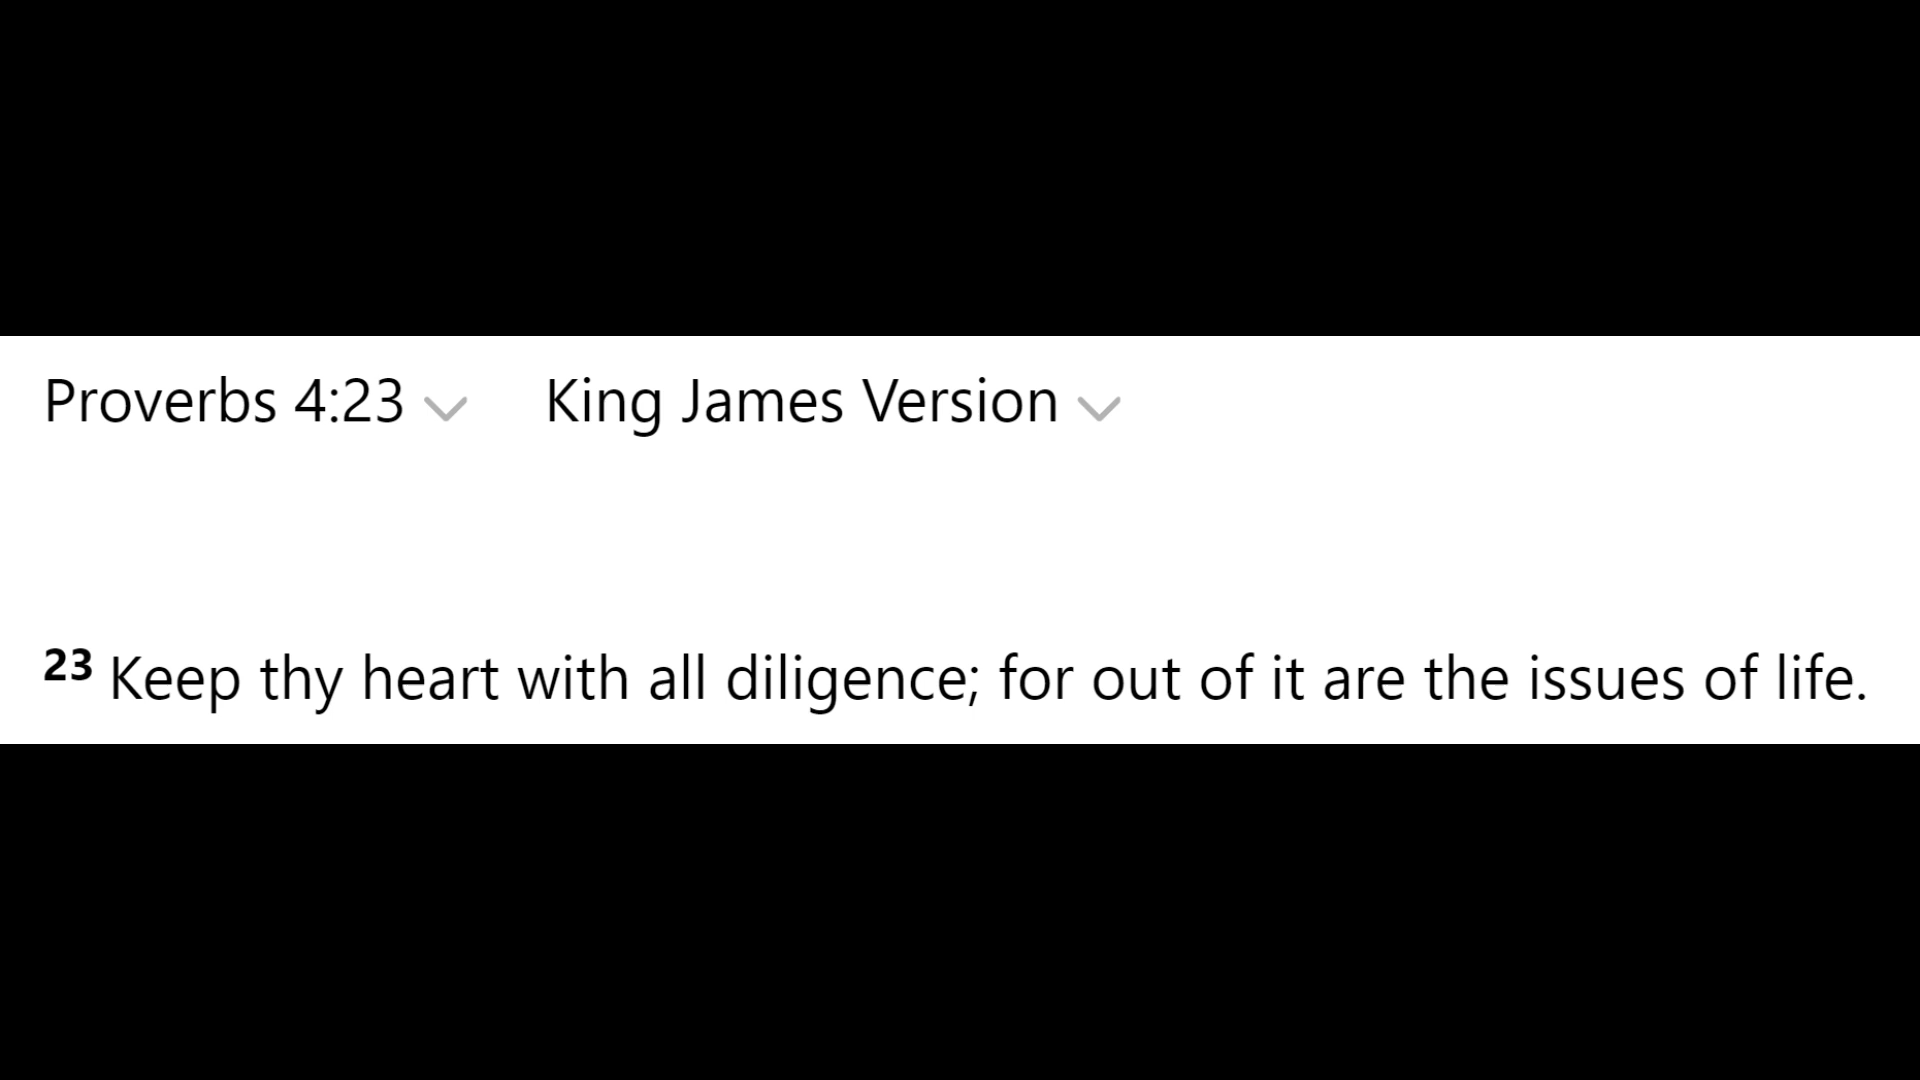 Proverbs 4:23 King James Version
23 Keep thy heart with all diligence; for out of it are the issues of life.